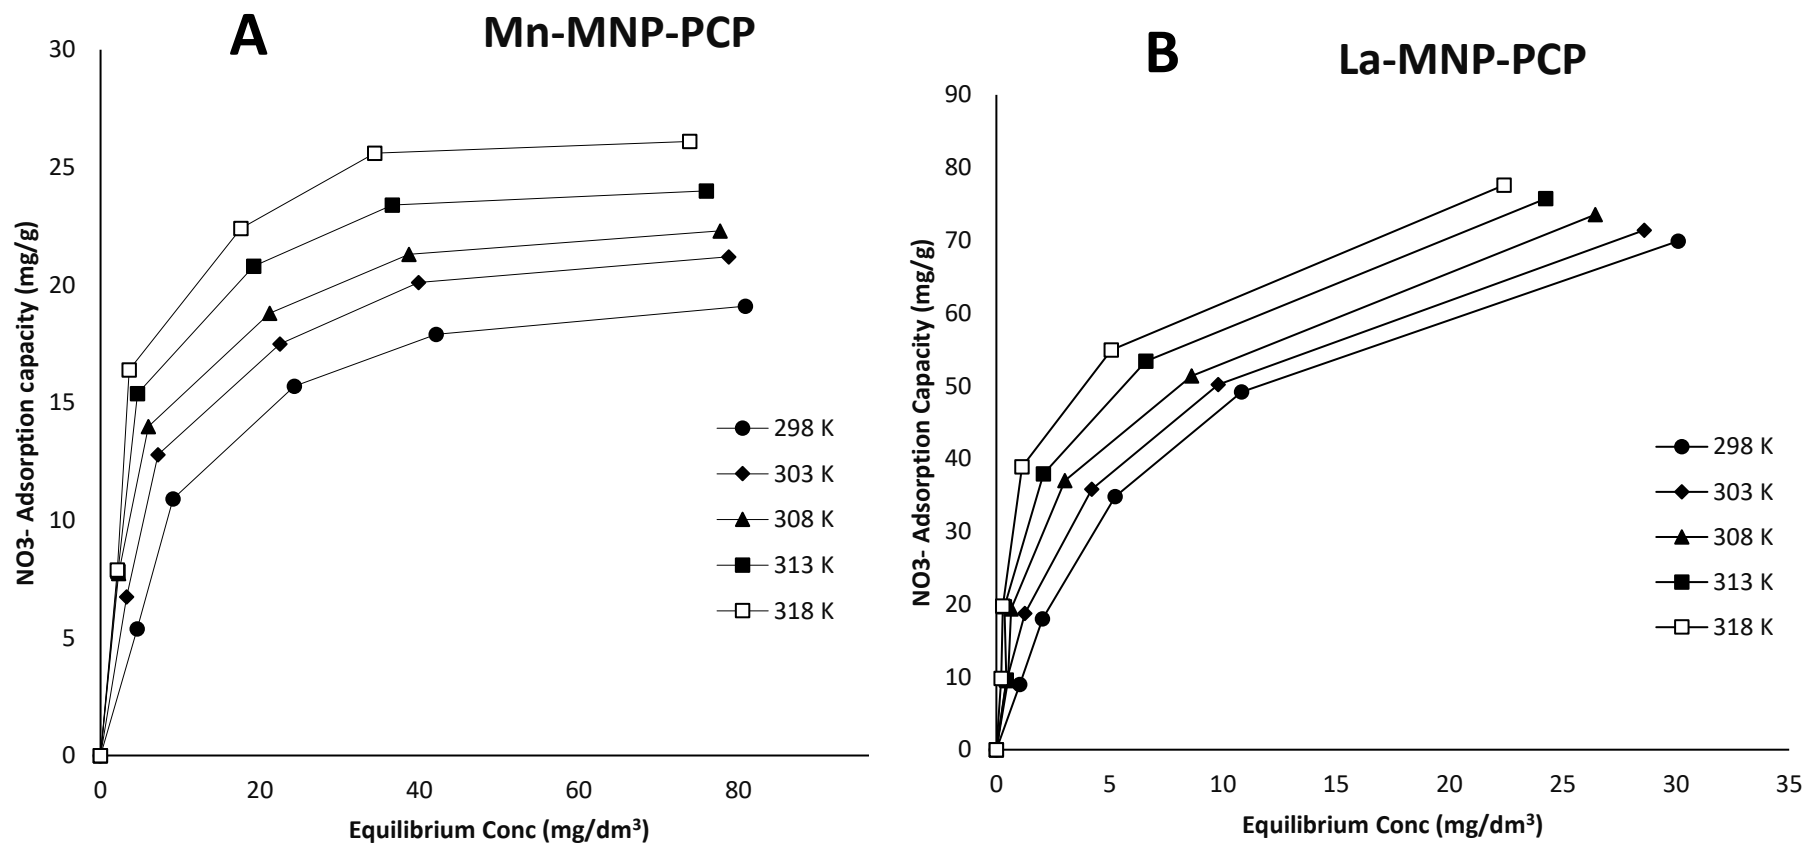 A
Mn-MNP-PCP
30
25
20
15
10
5
0
0
20
40
60
80
NO3- Adsorption capacity (mg/g)
Equilibrium Conc (mg/dm³)
298 K
303 K
308 K
313 K
318 K
B
La-MNP-PCP
90
80
70
60
50
40
30
20
10
0
0
5
10
15
20
25
30
35
NO3- Adsorption Capacity (mg/g)
Equilibrium Conc (mg/dm³)
298 K
303 K
308 K
313 K
318 K